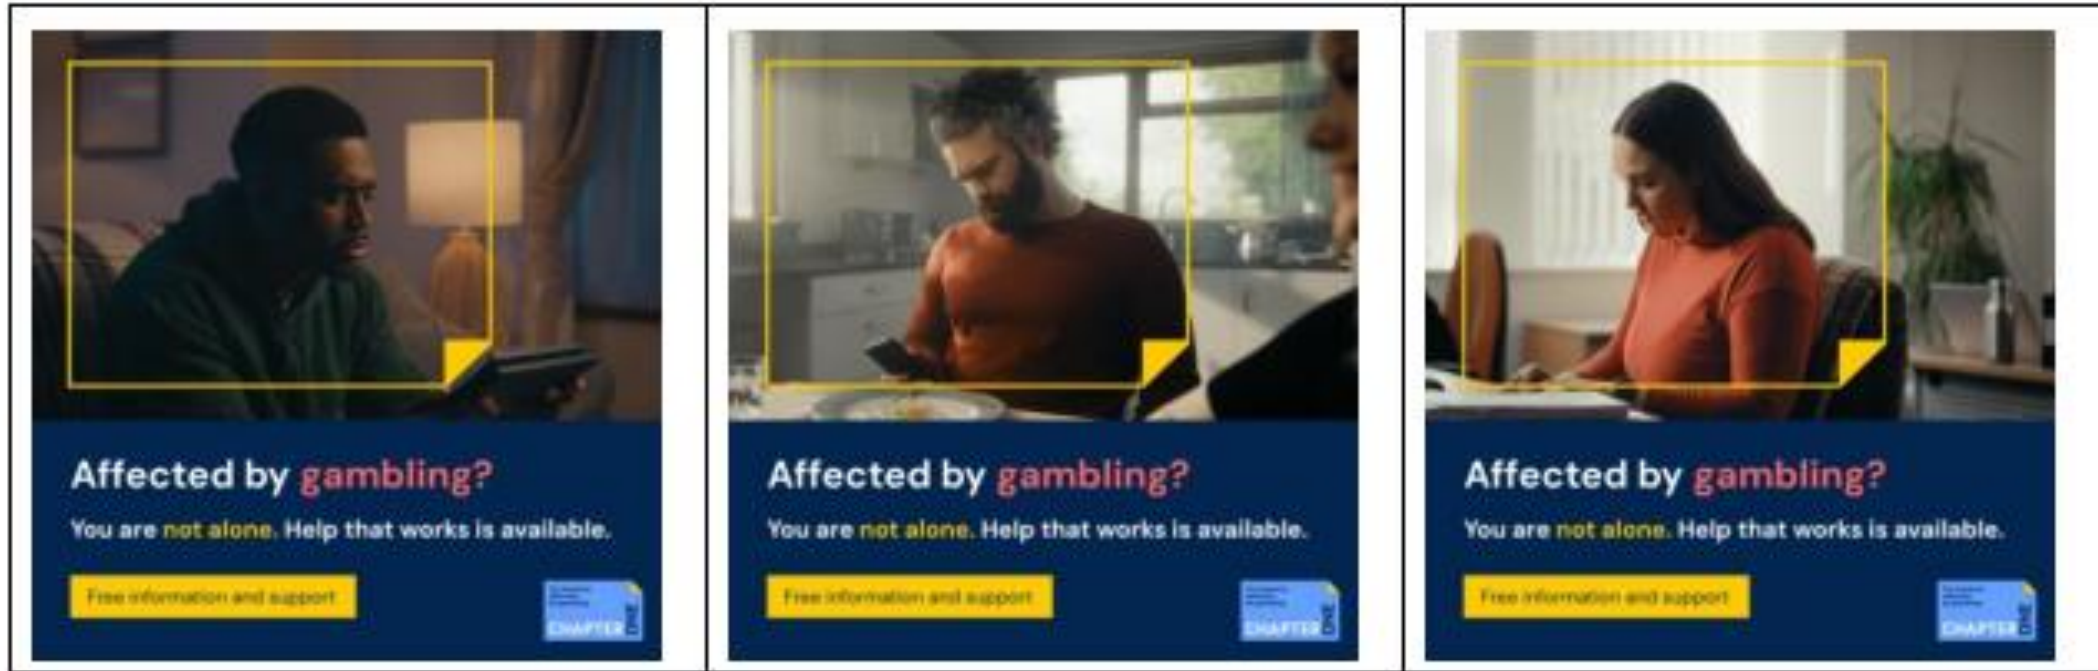 Affected by gambling?
You are not alone. Help that works is available.
Free information and support
CHAPTER ONE
Affected by gambling?
You are not alone. Help that works is available.
Free information and support
CHAPTER ONE
Affected by gambling?
You are not alone. Help that works is available.
Free information and support
CHAPTER ONE